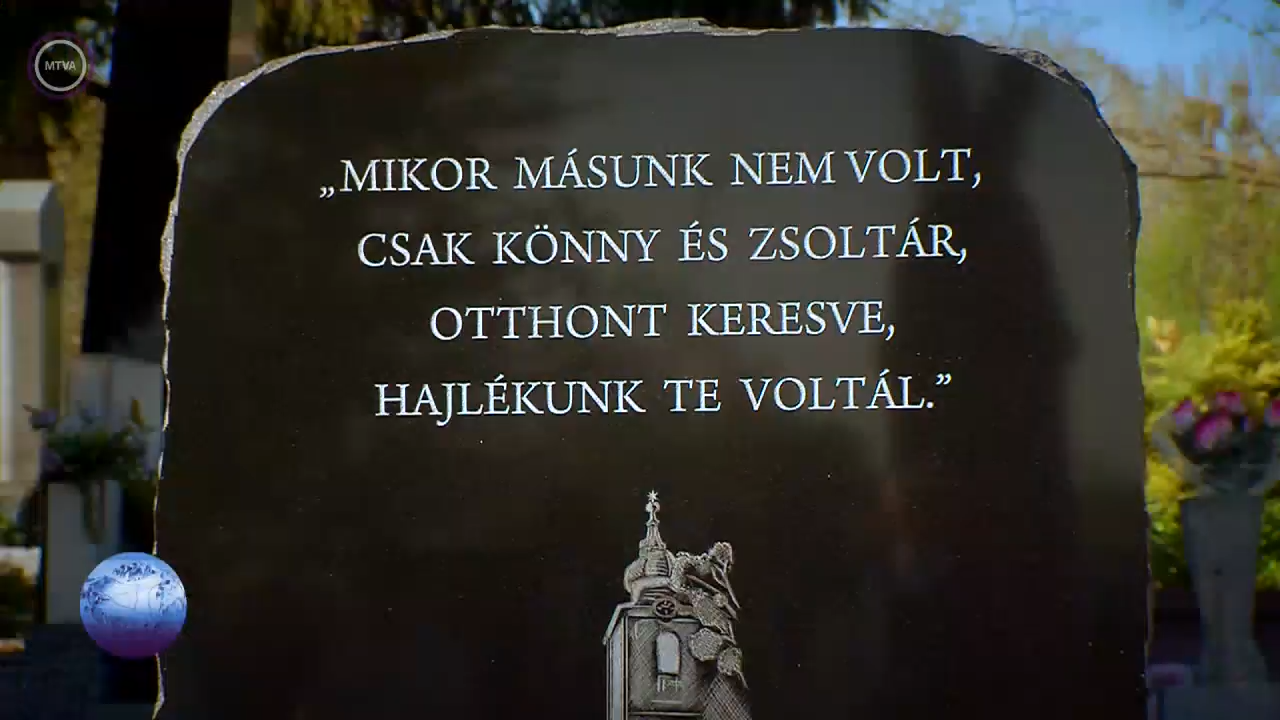 MTVA
„MIKOR MÁSUNK NEM VOLT,
CSAK KÖNNY ÉS ZSOLTÁR,
OTTHONT KERESVE,
HAJLÉKUNK TE VOLTÁL.”